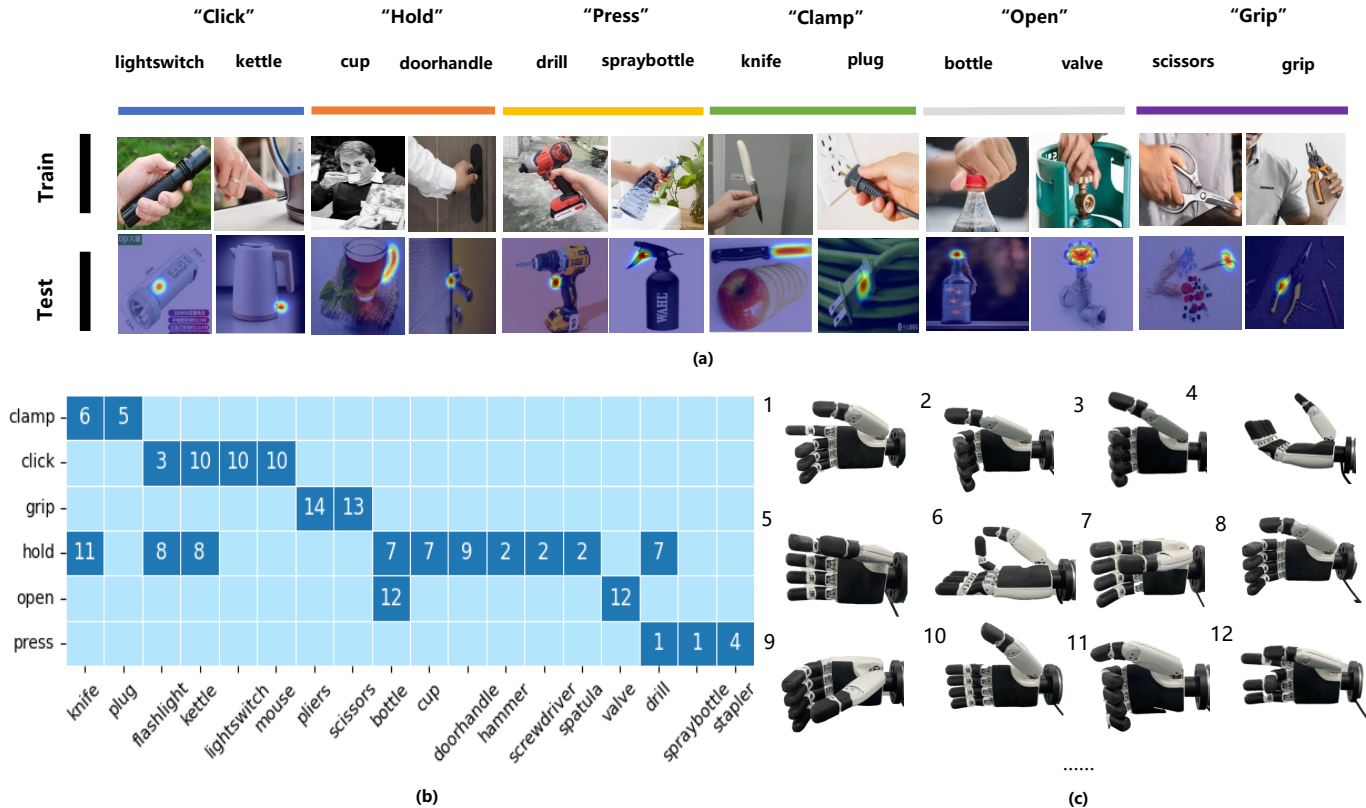 “Click” “Hold” “Press” “Clamp” “Open” “Grip”
lightswitch kettle cup doorhandle drill spraybottle knife plug bottle valve scissors grip
Train
Test
WAHL
(a)
clamp 6 5
click 3 10 10 10
grip 14 13
hold 11 8 8 7 7 9 2 2 2 7
open 12 12
press 1 1 4
knife plug flashlight kettle lightswitch mouse pliers scissors bottle cup doorhandle hammer screwdriver spatula valve drill spraybottle stapler
(b)
1 2 3 4
5 6 7 8
9 10 11 12
......
(c)